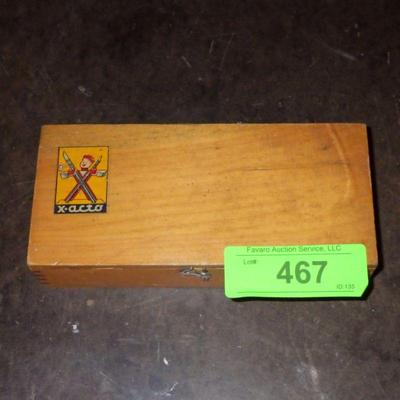 x-acto
Favaro Auction Service, LLC
Lot#:
467
ID:135